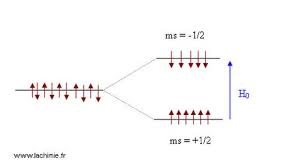 ms = -1/2
H0
ms = +1/2
www.lachimie.fr